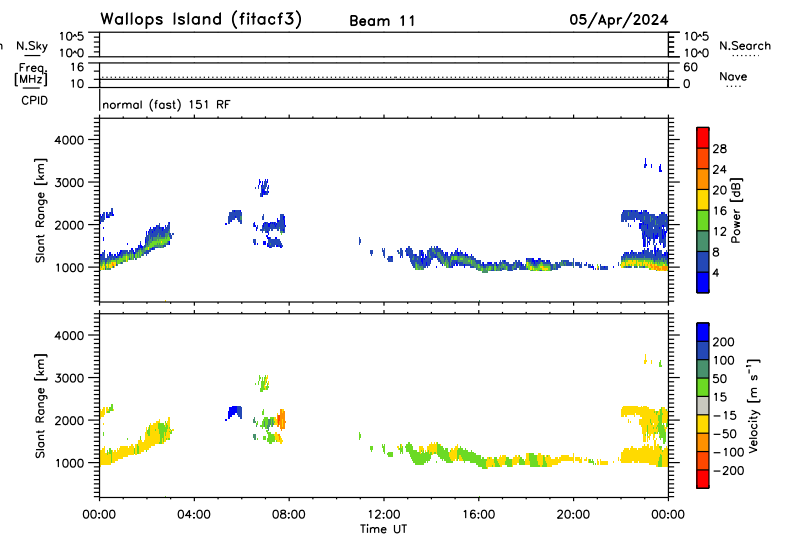 Wallops Island (fitacf3) Beam 11 05/Apr/2024
n N.Sky 10^5 10^5 N.Search
10^0 10^0
Freq. 16 60 Nave
[MHz] 10 0
CPID normal (fast) 151 RF
4000
3000
2000
1000
Slant Range [km]
28
24
20
16
12
8
4
Power [dB]
4000
3000
2000
1000
Slant Range [km]
200
100
50
15
-15
-50
-100
-200
Velocity [m s⁻¹]
00:00 04:00 08:00 12:00 16:00 20:00 00:00
Time UT